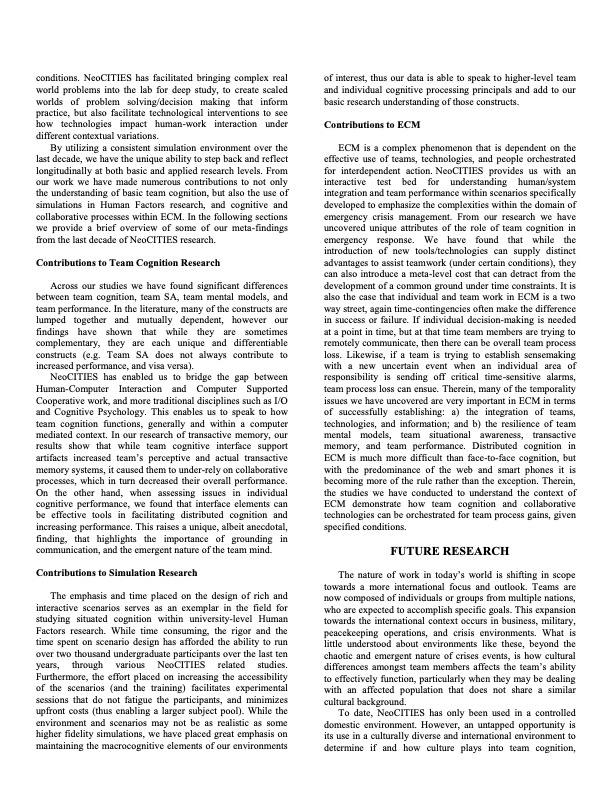 conditions. NeoCITIES has facilitated bringing complex real
world problems into the lab for deep study, to create scaled
worlds of problem solving/decision making that inform
practice, but also facilitate technological interventions to see
how technologies impact human-work interaction under
different contextual variations.
By utilizing a consistent simulation environment over the
last decade, we have the unique ability to step back and reflect
longitudinally at both basic and applied research levels. From
our work we have made numerous contributions to not only
the understanding of basic team cognition, but also the use of
simulations in Human Factors research, and cognitive and
collaborative processes within ECM. In the following sections
we provide a brief overview of some of our meta-findings
from the last decade of NeoCITIES research.
Contributions to Team Cognition Research
Across our studies we have found significant differences
between team cognition, team SA, team mental models, and
team performance. In the literature, many of the constructs are
lumped together and mutually dependent, however our
findings have shown that while they are sometimes
complementary, they are each unique and differentiable
constructs (e.g. Team SA does not always contribute to
increased performance, and visa versa).
NeoCITIES has enabled us to bridge the gap between
Human-Computer Interaction and Computer Supported
Cooperative work, and more traditional disciplines such as I/O
and Cognitive Psychology. This enables us to speak to how
team cognition functions, generally and within a computer
mediated context. In our research of transactive memory, our
results show that while cognitive interface support
artifacts increased team’s perceptive and actual transactive
memory systems, it caused them to under-rely on collaborative
processes, which in turn decreased their overall performance.
On the other hand, when assessing issues in individual
cognitive performance, we found that interface elements can
be effective tools in facilitating distributed cognition and
increasing performance. This raises a unique, albeit anecdotal,
finding, that highlights the importance of grounding in
communication, and the emergent nature of the team mind.
Contributions to Simulation Research
The emphasis and time placed on the design of rich and
interactive scenarios serves as an exemplar in the field for
studying situated cognition within university-level Human
Factors research. While time consuming, the rigor and the
time spent on scenario design has afforded the ability to run
over two thousand undergraduate participants over the last ten
years, through various NeoCITIES related studies.
Furthermore, the effort placed on increasing the accessibility
of the scenarios (and the training) facilitates experimental
sessions that do not fatigue the participants, and minimizes
upfront costs (thus enabling a larger subject pool). While the
environment and scenarios may not be as realistic as some
higher fidelity simulations, we have placed great emphasis on
maintaining the macrocognitive elements of our environments
of interest, thus our data is able to speak to higher-level team
and individual cognitive processing principals and add to our
basic research understanding of those constructs.
Contributions to ECM
ECM is a complex phenomenon that is dependent on the
effective use of teams, technologies, and people orchestrated
for interdependent action. NeoCITIES provides us with an
interactive test bed for understanding human/system
integration and team performance within scenarios specifically
developed to emphasize the complexities within the domain of
emergency crisis management. From our research we have
uncovered unique attributes of the role of team cognition in
emergency response. We have found that while the
introduction of new tools/technologies can supply distinct
advantages to assist teamwork (under certain conditions), they
can also introduce a meta-level cost that can detract from the
development of a common ground under time constraints. It is
also the case that individual and team work in ECM is a two
way street, again time-contingencies often make the difference
in success or failure. If individual decision-making is needed
at a point in time, but at that time team members are trying to
remotely communicate, then there can be overall team process
loss. Likewise, if a team is trying to establish sensemaking
with a new uncertain event when an individual area of
responsibility is sending off critical time-sensitive alarms,
team process loss can ensue. Therein, many of the temporality
issues we have uncovered are very important in ECM in terms
of successfully establishing: a) the integration of teams,
technologies, and information; and b) the resilience of team
mental models, team situational awareness, transactive
memory, and team performance. Distributed cognition in
ECM is much more difficult than face-to-face cognition, but
with the predominance of the web and smart phones it is
becoming more of the rule rather than the exception. Therein,
the studies we have conducted to understand the context of
ECM demonstrate how team cognition and collaborative
technologies can be orchestrated for team process gains, given
specified conditions.
FUTURE RESEARCH
The nature of work in today’s world is shifting in scope
towards a more international focus and outlook. Teams are
now composed of individuals or groups from multiple nations,
who are expected to accomplish specific goals. This expansion
towards the international context occurs in business, military,
peacekeeping operations, and crisis environments. What is
little understood about environments like these, beyond the
chaotic and emergent nature of crises events, is how cultural
differences amongst team members affects the team’s ability
to effectively function, particularly when they may be dealing
with an affected population that does not share a similar
cultural background.
To date, NeoCITIES has only been used in a controlled
domestic environment. However, an untapped opportunity is
its use in a culturally diverse and international environment to
determine if and how culture plays into team cognition,